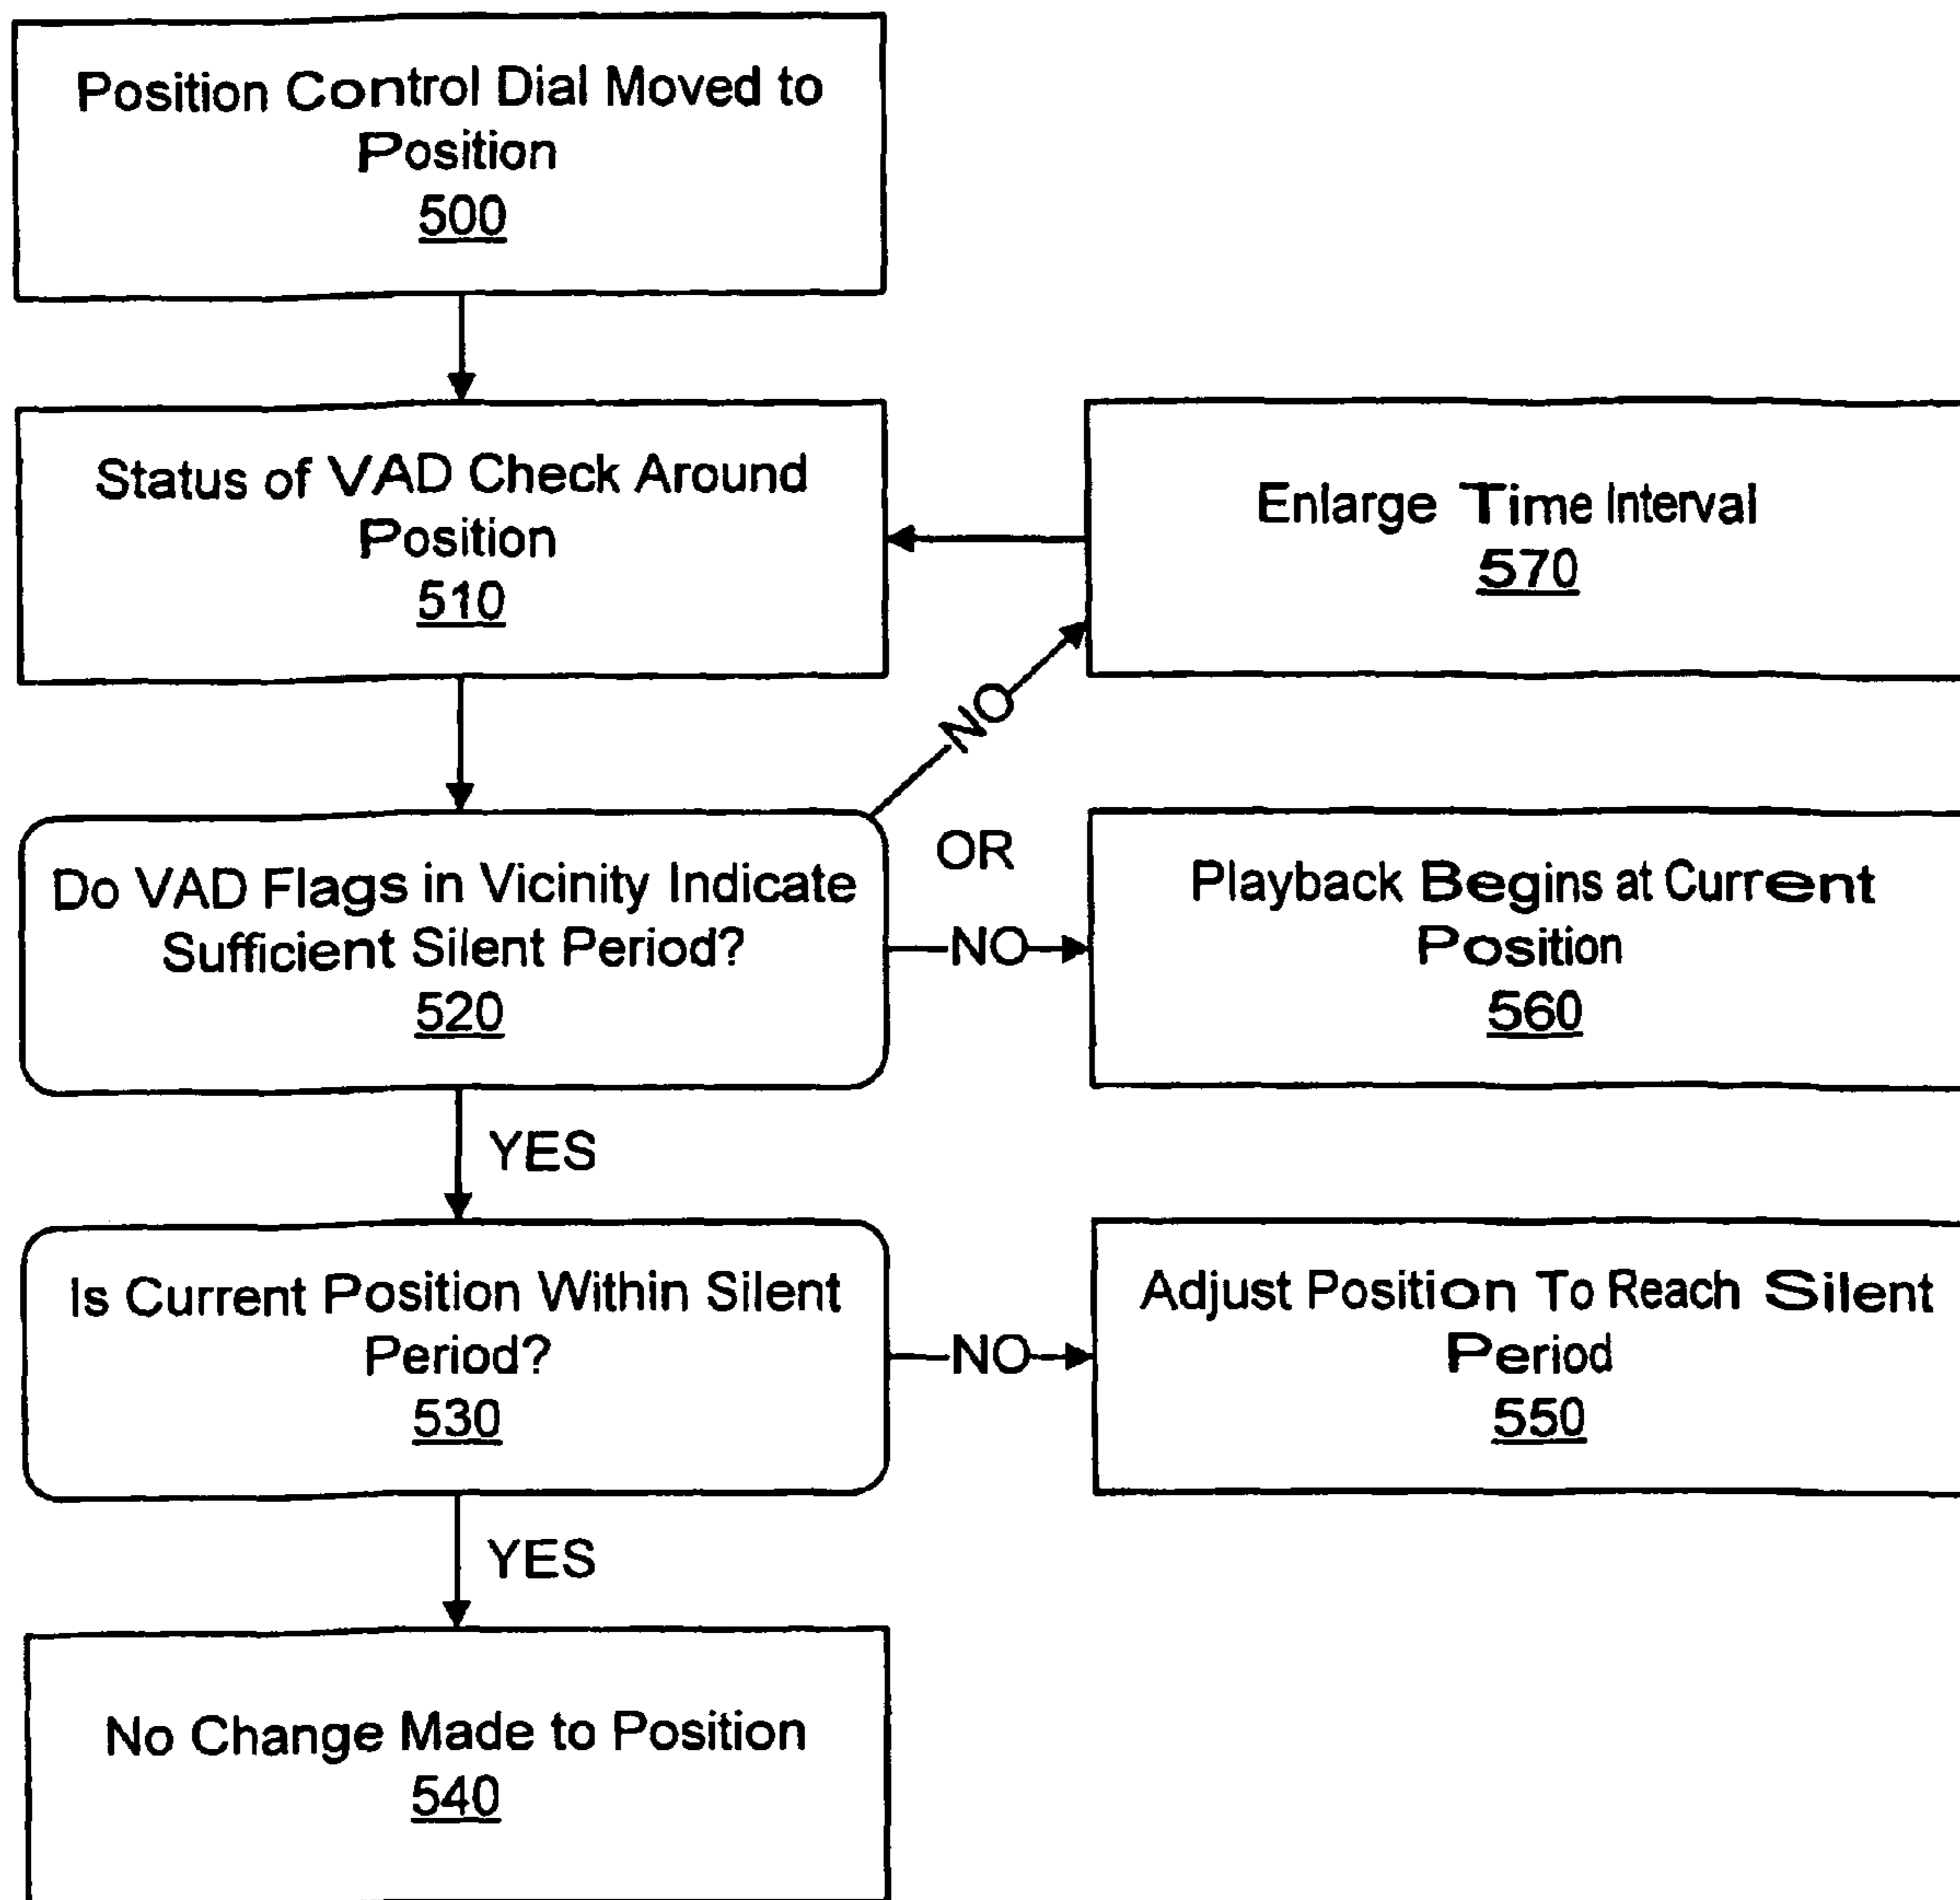 Position Control Dial Moved to
Position
500
Status of VAD Check Around
Position
510
Enlarge Time Interval
570
NO
Do VAD Flags in Vicinity Indicate
Sufficient Silent Period?
520
OR
NO
Playback Begins at Current
Position
560
YES
Is Current Position Within Silent
Period?
530
NO
Adjust Position To Reach Silent
Period
550
YES
No Change Made to Position
540